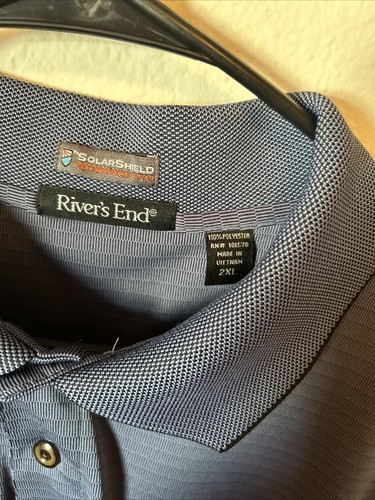 SOLARSHIELD
River's End®
100% POLYESTER
RN# 101578
MADE IN
VIETNAM
2XL